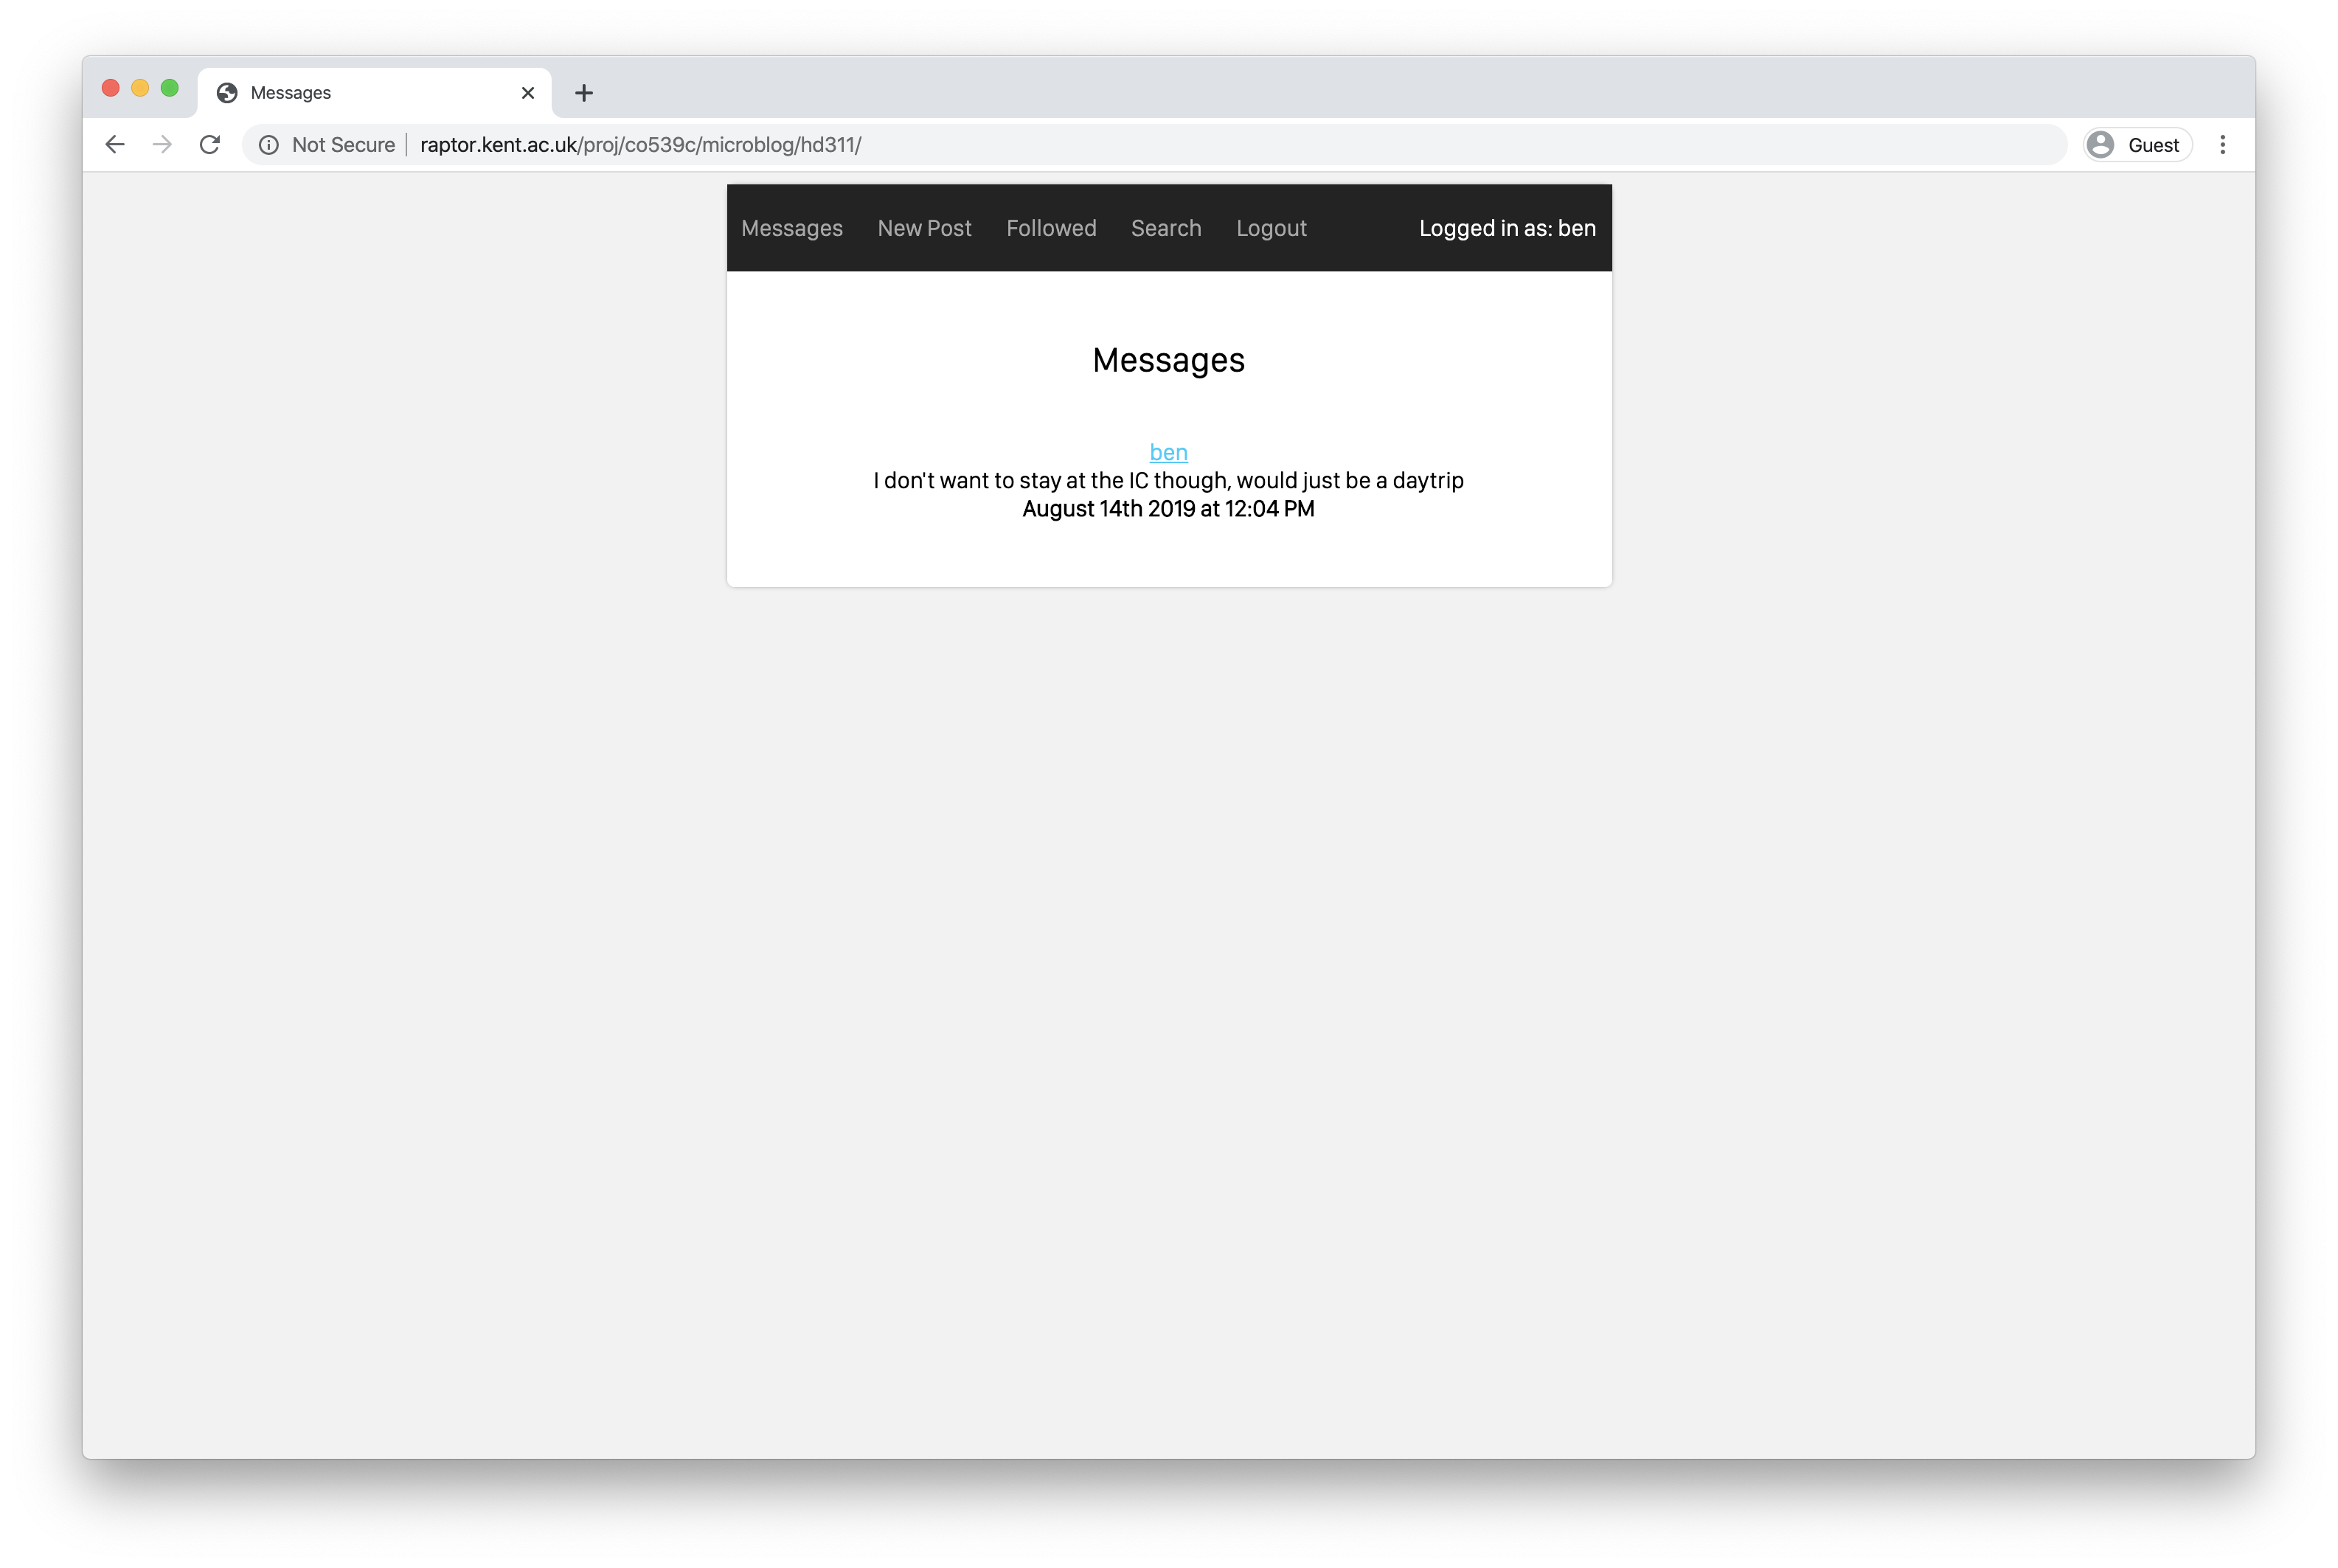 Messages
Not Secure raptor.kent.ac.uk/proj/co539c/microblog/hd311/ Guest
Messages New Post Followed Search Logout Logged in as: ben
Messages
ben
I don't want to stay at the IC though, would just be a daytrip
August 14th 2019 at 12:04 PM